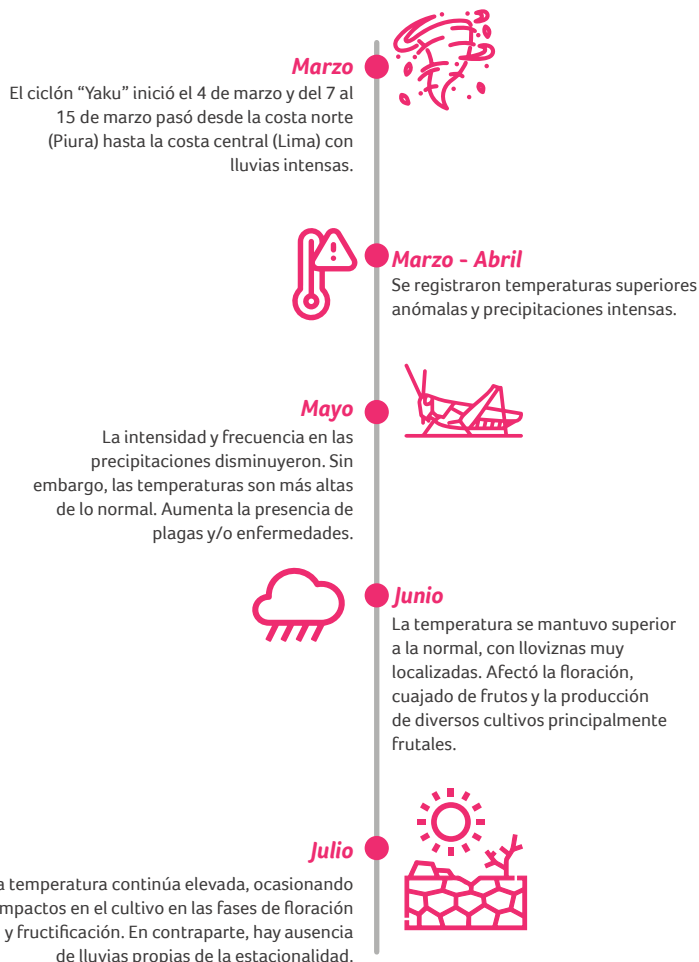 Marzo
El ciclón “Yaku” inició el 4 de marzo y del 7 al
15 de marzo pasó desde la costa norte
(Piura) hasta la costa central (Lima) con
lluvias intensas.
Marzo - Abril
Se registraron temperaturas superiores
anómalas y precipitaciones intensas.
Mayo
La intensidad y frecuencia en las
precipitaciones disminuyeron. Sin
embargo, las temperaturas son más altas
de lo normal. Aumenta la presencia de
plagas y/o enfermedades.
Junio
La temperatura se mantuvo superior
a la normal, con lloviznas muy
localizadas. Afectó la floración,
cuajado de frutos y la producción
de diversos cultivos principalmente
frutales.
Julio
a temperatura continúa elevada, ocasionando
mpactos en el cultivo en las fases de floración
y fructificación. En contraparte, hay ausencia
de lluvias propias de la estacionalidad.